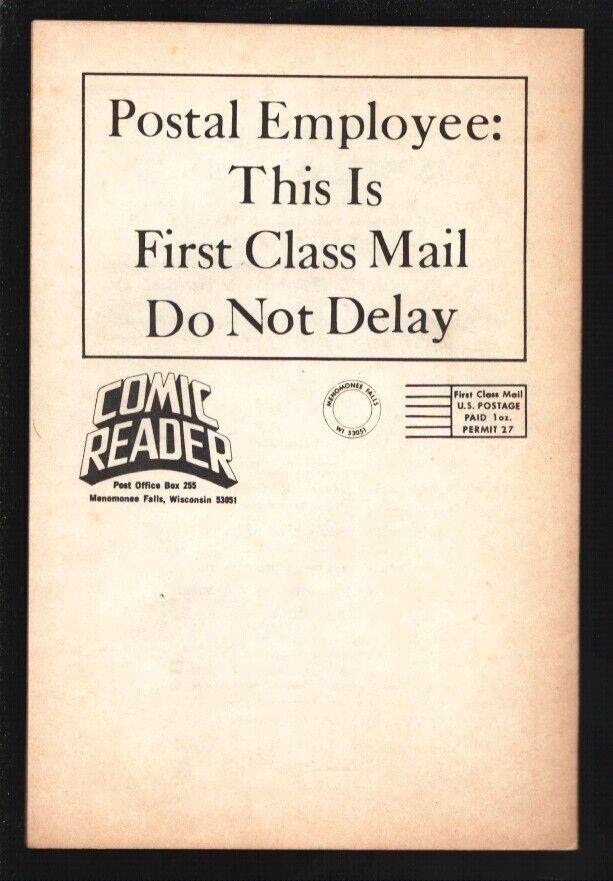 Postal Employee:
This Is
First Class Mail
Do Not Delay
COMIC
READER
Post Office Box 255
Menomonee Falls, Wisconsin 53051
MENOMONEE FALLS
WI 53051
First Class Mail
U.S. POSTAGE
PAID 1oz.
PERMIT 27